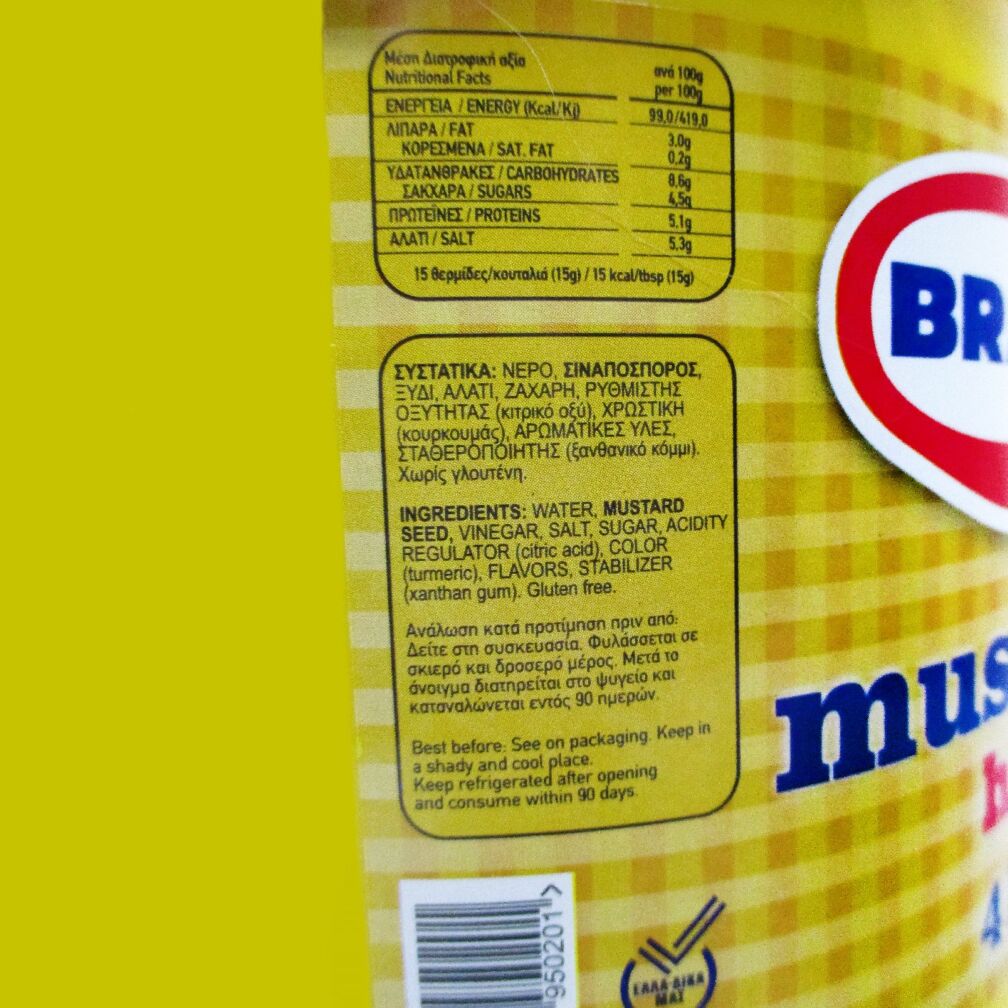 Μέση Διατροφική αξία
Nutritional Facts
ανά 100g
per 100g
ΕΝΕΡΓΕΙΑ / ENERGY (Kcal/Kj) 99,0/419,0
ΛΙΠΑΡΑ / FAT 3.0g
ΚΟΡΕΣΜΕΝΑ / SAT. FAT 0,2g
ΥΔΑΤΑΝΘΡΑΚΕΣ / CARBOHYDRATES 8,6g
ΣΑΚΧΑΡΑ / SUGARS 4,5g
ΠΡΩΤΕΪΝΕΣ / PROTEINS 5.1g
ΑΛΑΤΙ / SALT 5.3g
15 θερμίδες/κουταλιά (15g) / 15 kcal/tbsp (15g)
ΣΥΣΤΑΤΙΚΑ: ΝΕΡΟ, ΣΙΝΑΠΟΣΠΟΡΟΣ,
ΞΥΔΙ, ΑΛΑΤΙ, ΖΑΧΑΡΗ, ΡΥΘΜΙΣΤΗΣ
ΟΞΥΤΗΤΑΣ (κιτρικό οξύ), ΧΡΩΣΤΙΚΗ
(κουρκουμάς), ΑΡΩΜΑΤΙΚΕΣ ΥΛΕΣ,
ΣΤΑΘΕΡΟΠΟΙΗΤΗΣ (ξανθανικό κόμμι).
Χωρίς γλουτένη.
INGREDIENTS: WATER, MUSTARD
SEED, VINEGAR, SALT, SUGAR, ACIDITY
REGULATOR (citric acid), COLOR
(turmeric), FLAVORS, STABILIZER
(xanthan gum). Gluten free.
Ανάλωση κατά προτίμηση πριν από:
Δείτε στη συσκευασία. Φυλάσσεται σε
σκιερό και δροσερό μέρος. Μετά το
άνοιγμα διατηρείται στο ψυγείο και
καταναλώνεται εντός 90 ημερών.
Best before: See on packaging. Keep in
a shady and cool place.
Keep refrigerated after opening
and consume within 90 days.
950201
ΕΛΛΑ-ΔΙΚΑ
ΜΑΣ
BR
mus
4